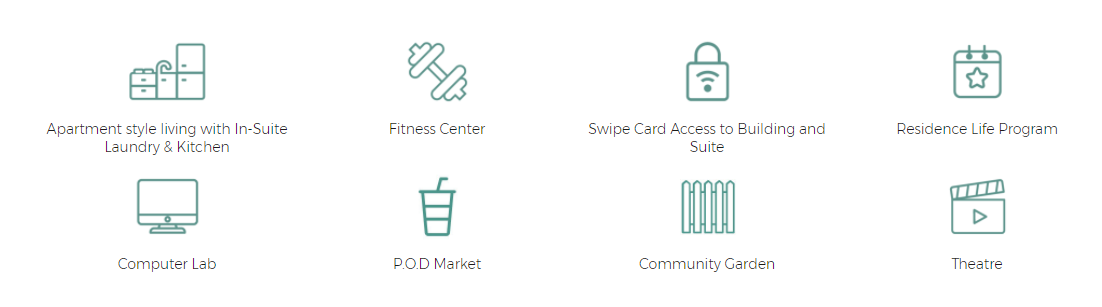 Apartment style living with In-Suite
Laundry & Kitchen
Fitness Center
Swipe Card Access to Building and
Suite
Residence Life Program
Computer Lab
P.O.D Market
Community Garden
Theatre